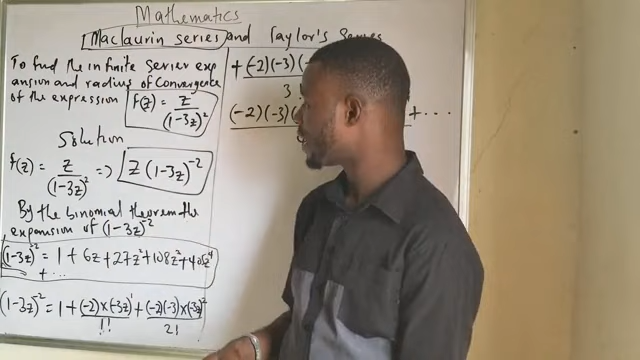 Mathematics
Maclaurin series and Taylor's Series
To find the infinite series exp
ansion and radius of Convergence
of the expression f(z) = z/(1-3z)²
Solution
f(z) = z/(1-3z)² => z(1-3z)⁻²
By the binomial theorem the
expansion of (1-3z)⁻²
(1-3z)⁻² = 1 + 6z + 27z² + 108z³ + 405z⁴
+ ...
(1-3z)⁻² = 1 + (-2)x(-3z)¹/1! + (-2)(-3)x(-3z)²/2!
+ (-2)(-3)(-
3
(-2)(-3)(
+ ...